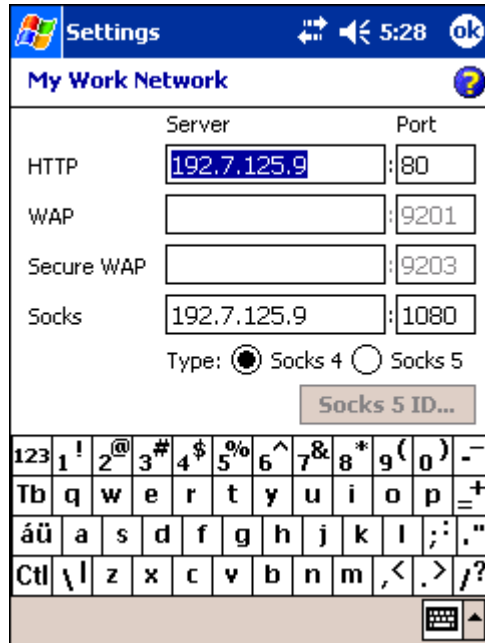 Settings 5:28 ok
My Work Network ?
Server Port
HTTP 192.7.125.9 : 80
WAP : 9201
Secure WAP : 9203
Socks 192.7.125.9 : 1080
Type: Socks 4 Socks 5
Socks 5 ID...
123 1 ! 2 @ 3 # 4 $ 5 % 6 ^ 7 & 8 * 9 ( 0 ) - _
Tb q w e r t y u i o p = +
áü a s d f g h j k l ; : . "
Ctl \ | z x c v b n m , < . > / ?